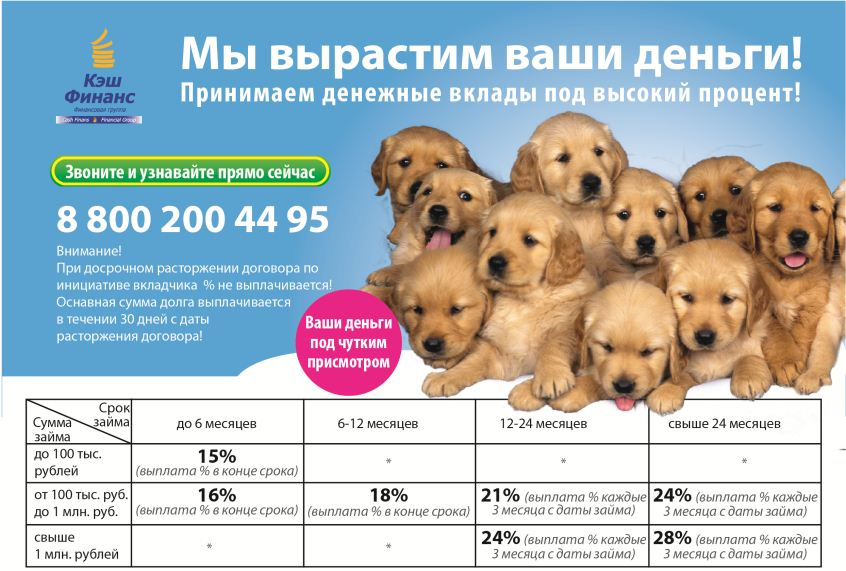 Кэш
Финанс
Финансовая группа
Cash Finans Financial Group
Мы вырастим ваши деньги!
Принимаем денежные вклады под высокий процент!
Звоните и узнавайте прямо сейчас
8 800 200 44 95
Внимание!
При досрочном расторжении договора по
инициативе вкладчика % не выплачивается!
Оснавная сумма долга выплачивается
в течении 30 дней с даты
расторжения договора!
Ваши деньги
под чутким
присмотром
Срок
займа
Сумма
займа
до 6 месяцев
6-12 месяцев
12-24 месяцев
свыше 24 месяцев
до 100 тыс.
рублей
15%
(выплата % в конце срока)
*
*
*
от 100 тыс. руб.
до 1 млн. руб.
16%
(выплата % в конце срока)
18%
(выплата % в конце срока)
21% (выплата % каждые
3 месяца с даты займа)
24% (выплата % каждые
3 месяца с даты займа)
свыше
1 млн. рублей
*
*
24% (выплата % каждые
3 месяца с даты займа)
28% (выплата % каждые
3 месяца с даты займа)